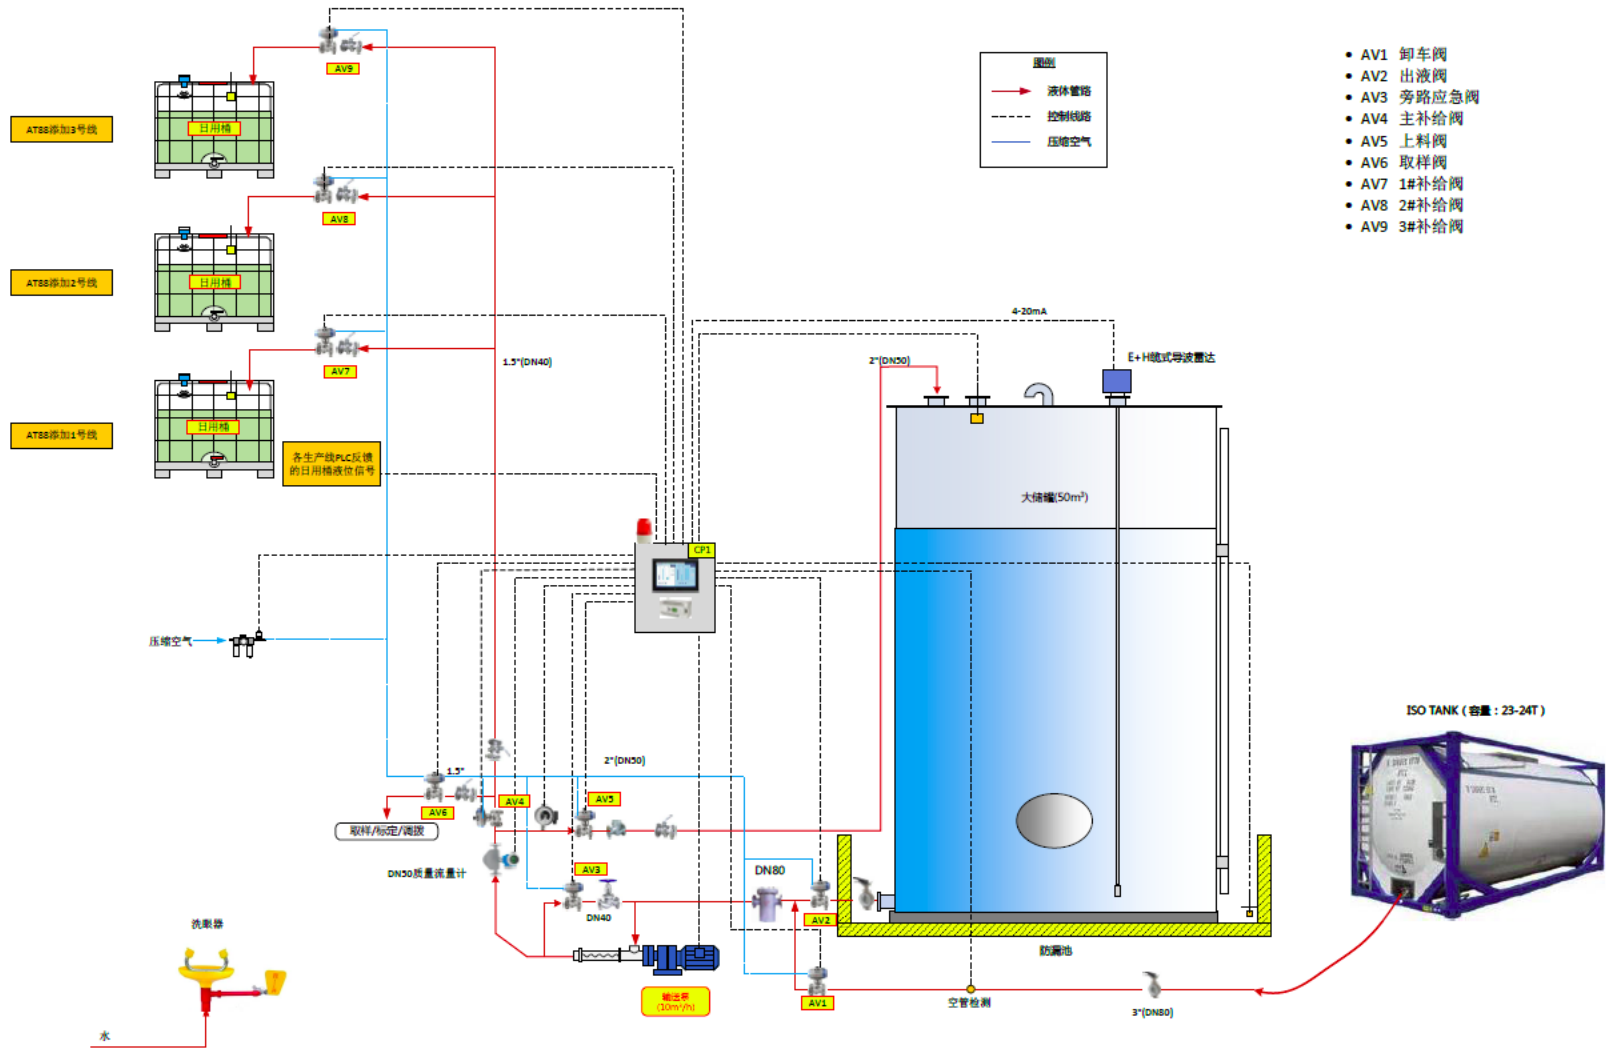 AV9
AT88添加3号线
日用桶
AV8
AT88添加2号线
日用桶
AV7
AT88添加1号线
日用桶
各生产线PLC反馈
的日用桶液位信号
1.5"(DN40)
图例
液体管路
控制线路
压缩空气
• AV1 卸车阀
• AV2 出液阀
• AV3 旁路应急阀
• AV4 主补给阀
• AV5 上料阀
• AV6 取样阀
• AV7 1#补给阀
• AV8 2#补给阀
• AV9 3#补给阀
4-20mA
2"(DN50)
E+H缆式导波雷达
大储罐(50m³)
CP1
压缩空气
ISO TANK ( 容量：23-24T )
1.5"
2"(DN50)
AV6
AV4
AV5
取样/标定/调拨
DN50质量流量计
AV3
DN40
DN80
AV2
防漏池
洗眼器
输送泵
(10m³/h)
AV1
空管检测
3"(DN80)
水